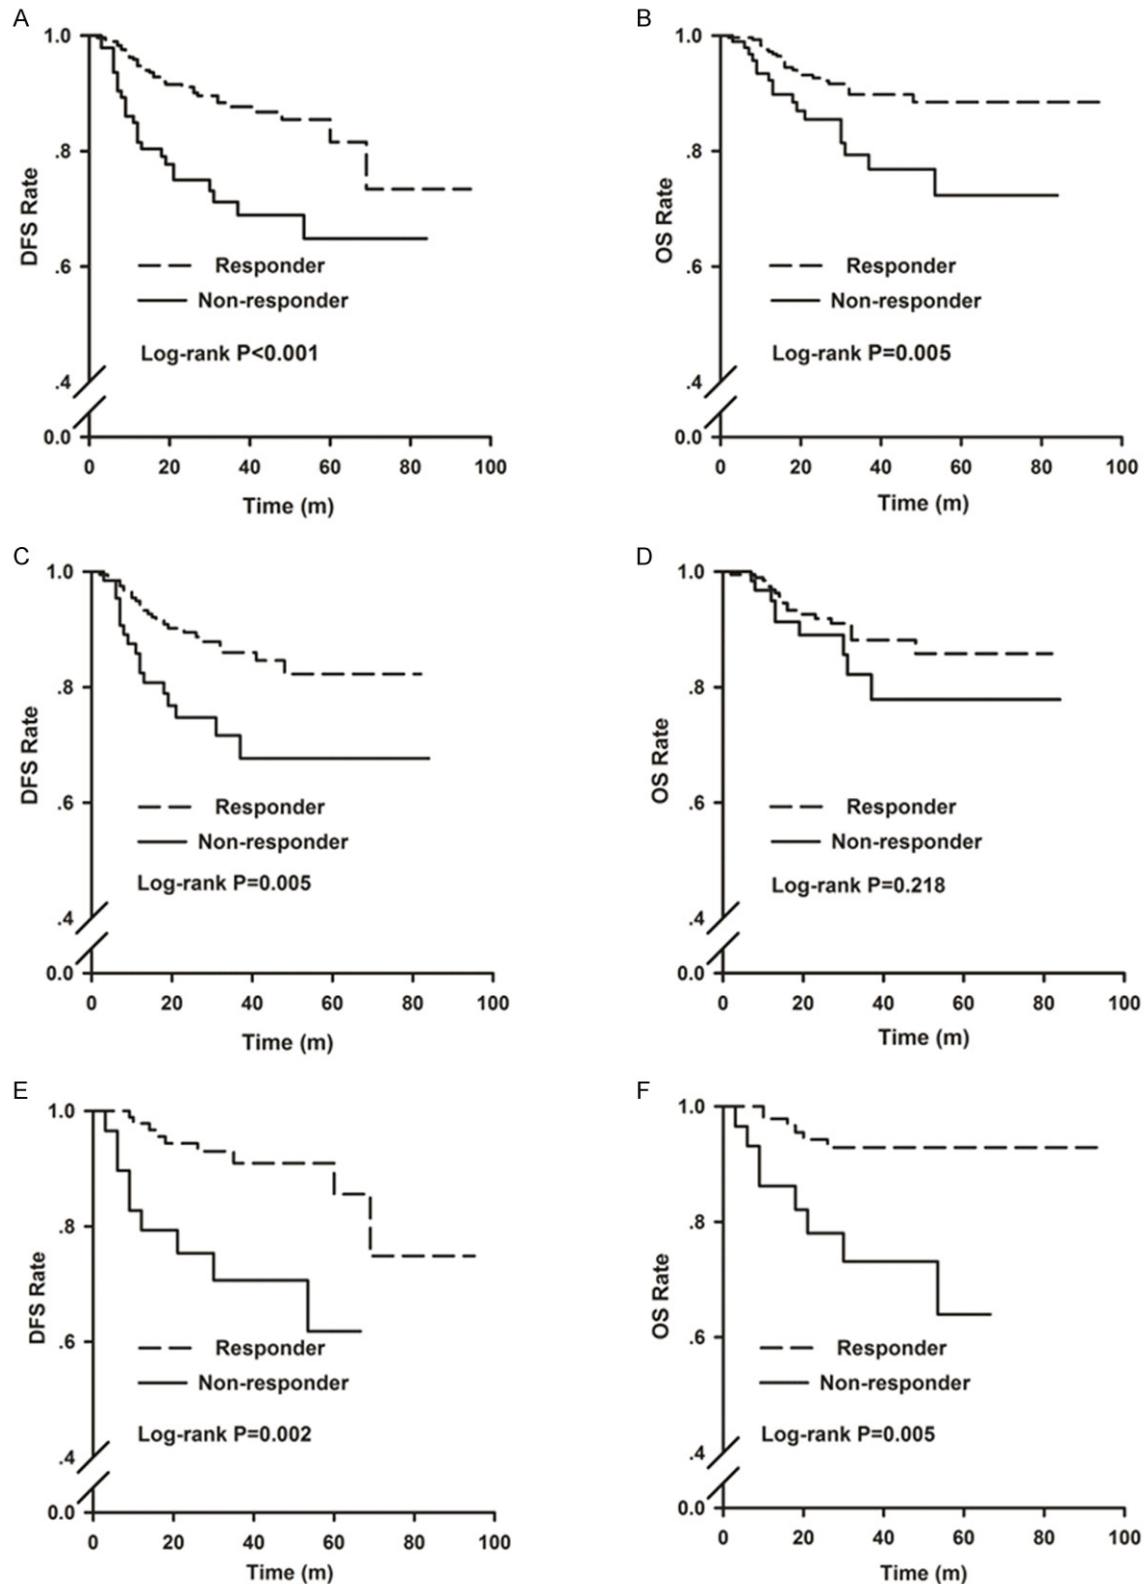 A
1.0
.8
.6
.4
0.0
DFS Rate
Responder
Non-responder
Log-rank P<0.001
0 20 40 60 80 100
Time (m)
B
1.0
.8
.6
.4
0.0
OS Rate
Responder
Non-responder
Log-rank P=0.005
0 20 40 60 80 100
Time (m)
C
1.0
.8
.6
.4
0.0
DFS Rate
Responder
Non-responder
Log-rank P=0.005
0 20 40 60 80 100
Time (m)
D
1.0
.8
.6
.4
0.0
OS Rate
Responder
Non-responder
Log-rank P=0.218
0 20 40 60 80 100
Time (m)
E
1.0
.8
.6
.4
0.0
DFS Rate
Responder
Non-responder
Log-rank P=0.002
0 20 40 60 80 100
Time (m)
F
1.0
.8
.6
.4
0.0
OS Rate
Responder
Non-responder
Log-rank P=0.005
0 20 40 60 80 100
Time (m)